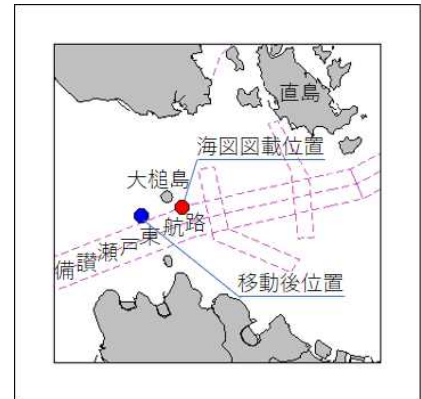 直島
海図図載位置
大槌島
備讃瀬戸東航路
移動後位置